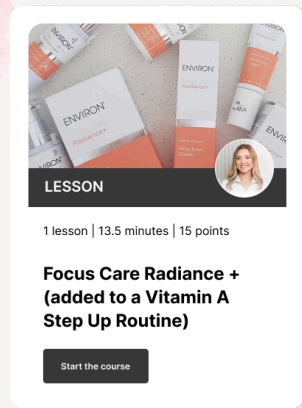 ENVIRON
ENVIRON
Radiance+
ENVIRON
Radiance+
LESSON
1 lesson | 13.5 minutes | 15 points
Focus Care Radiance +
(added to a Vitamin A
Step Up Routine)
Start the course